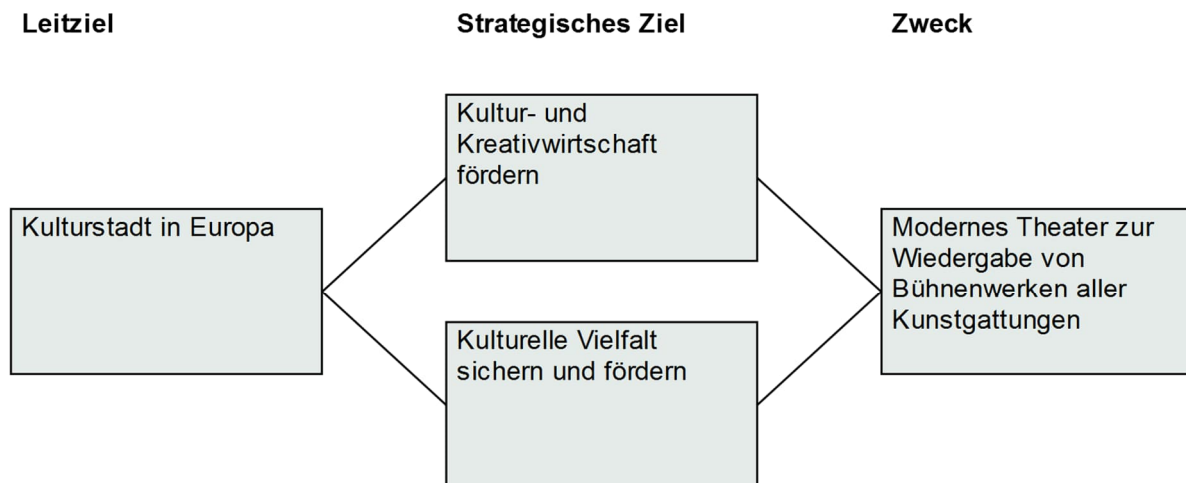 Leitziel
Strategisches Ziel
Zweck
Kulturstadt in Europa
Kultur- und
Kreativwirtschaft
fördern
Kulturelle Vielfalt
sichern und fördern
Modernes Theater zur
Wiedergabe von
Bühnenwerken aller
Kunstgattungen